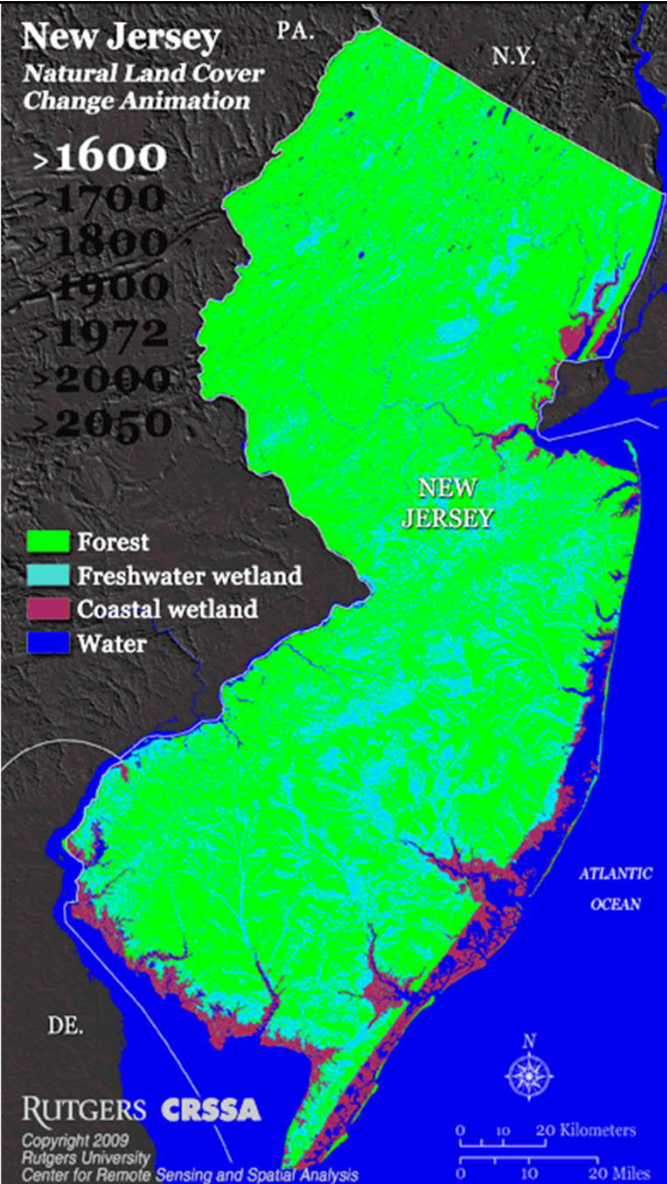 New Jersey
Natural Land Cover
Change Animation
PA.
N.Y.
>1600
>1700
>1800
>1900
>1972
>2000
>2050
NEW
JERSEY
Forest
Freshwater wetland
Coastal wetland
Water
ATLANTIC
OCEAN
DE.
N
RUTGERS CRSSA
Copyright 2009
Rutgers University
Center for Remote Sensing and Spatial Analysis
0 10 20 Kilometers
0 10 20 Miles